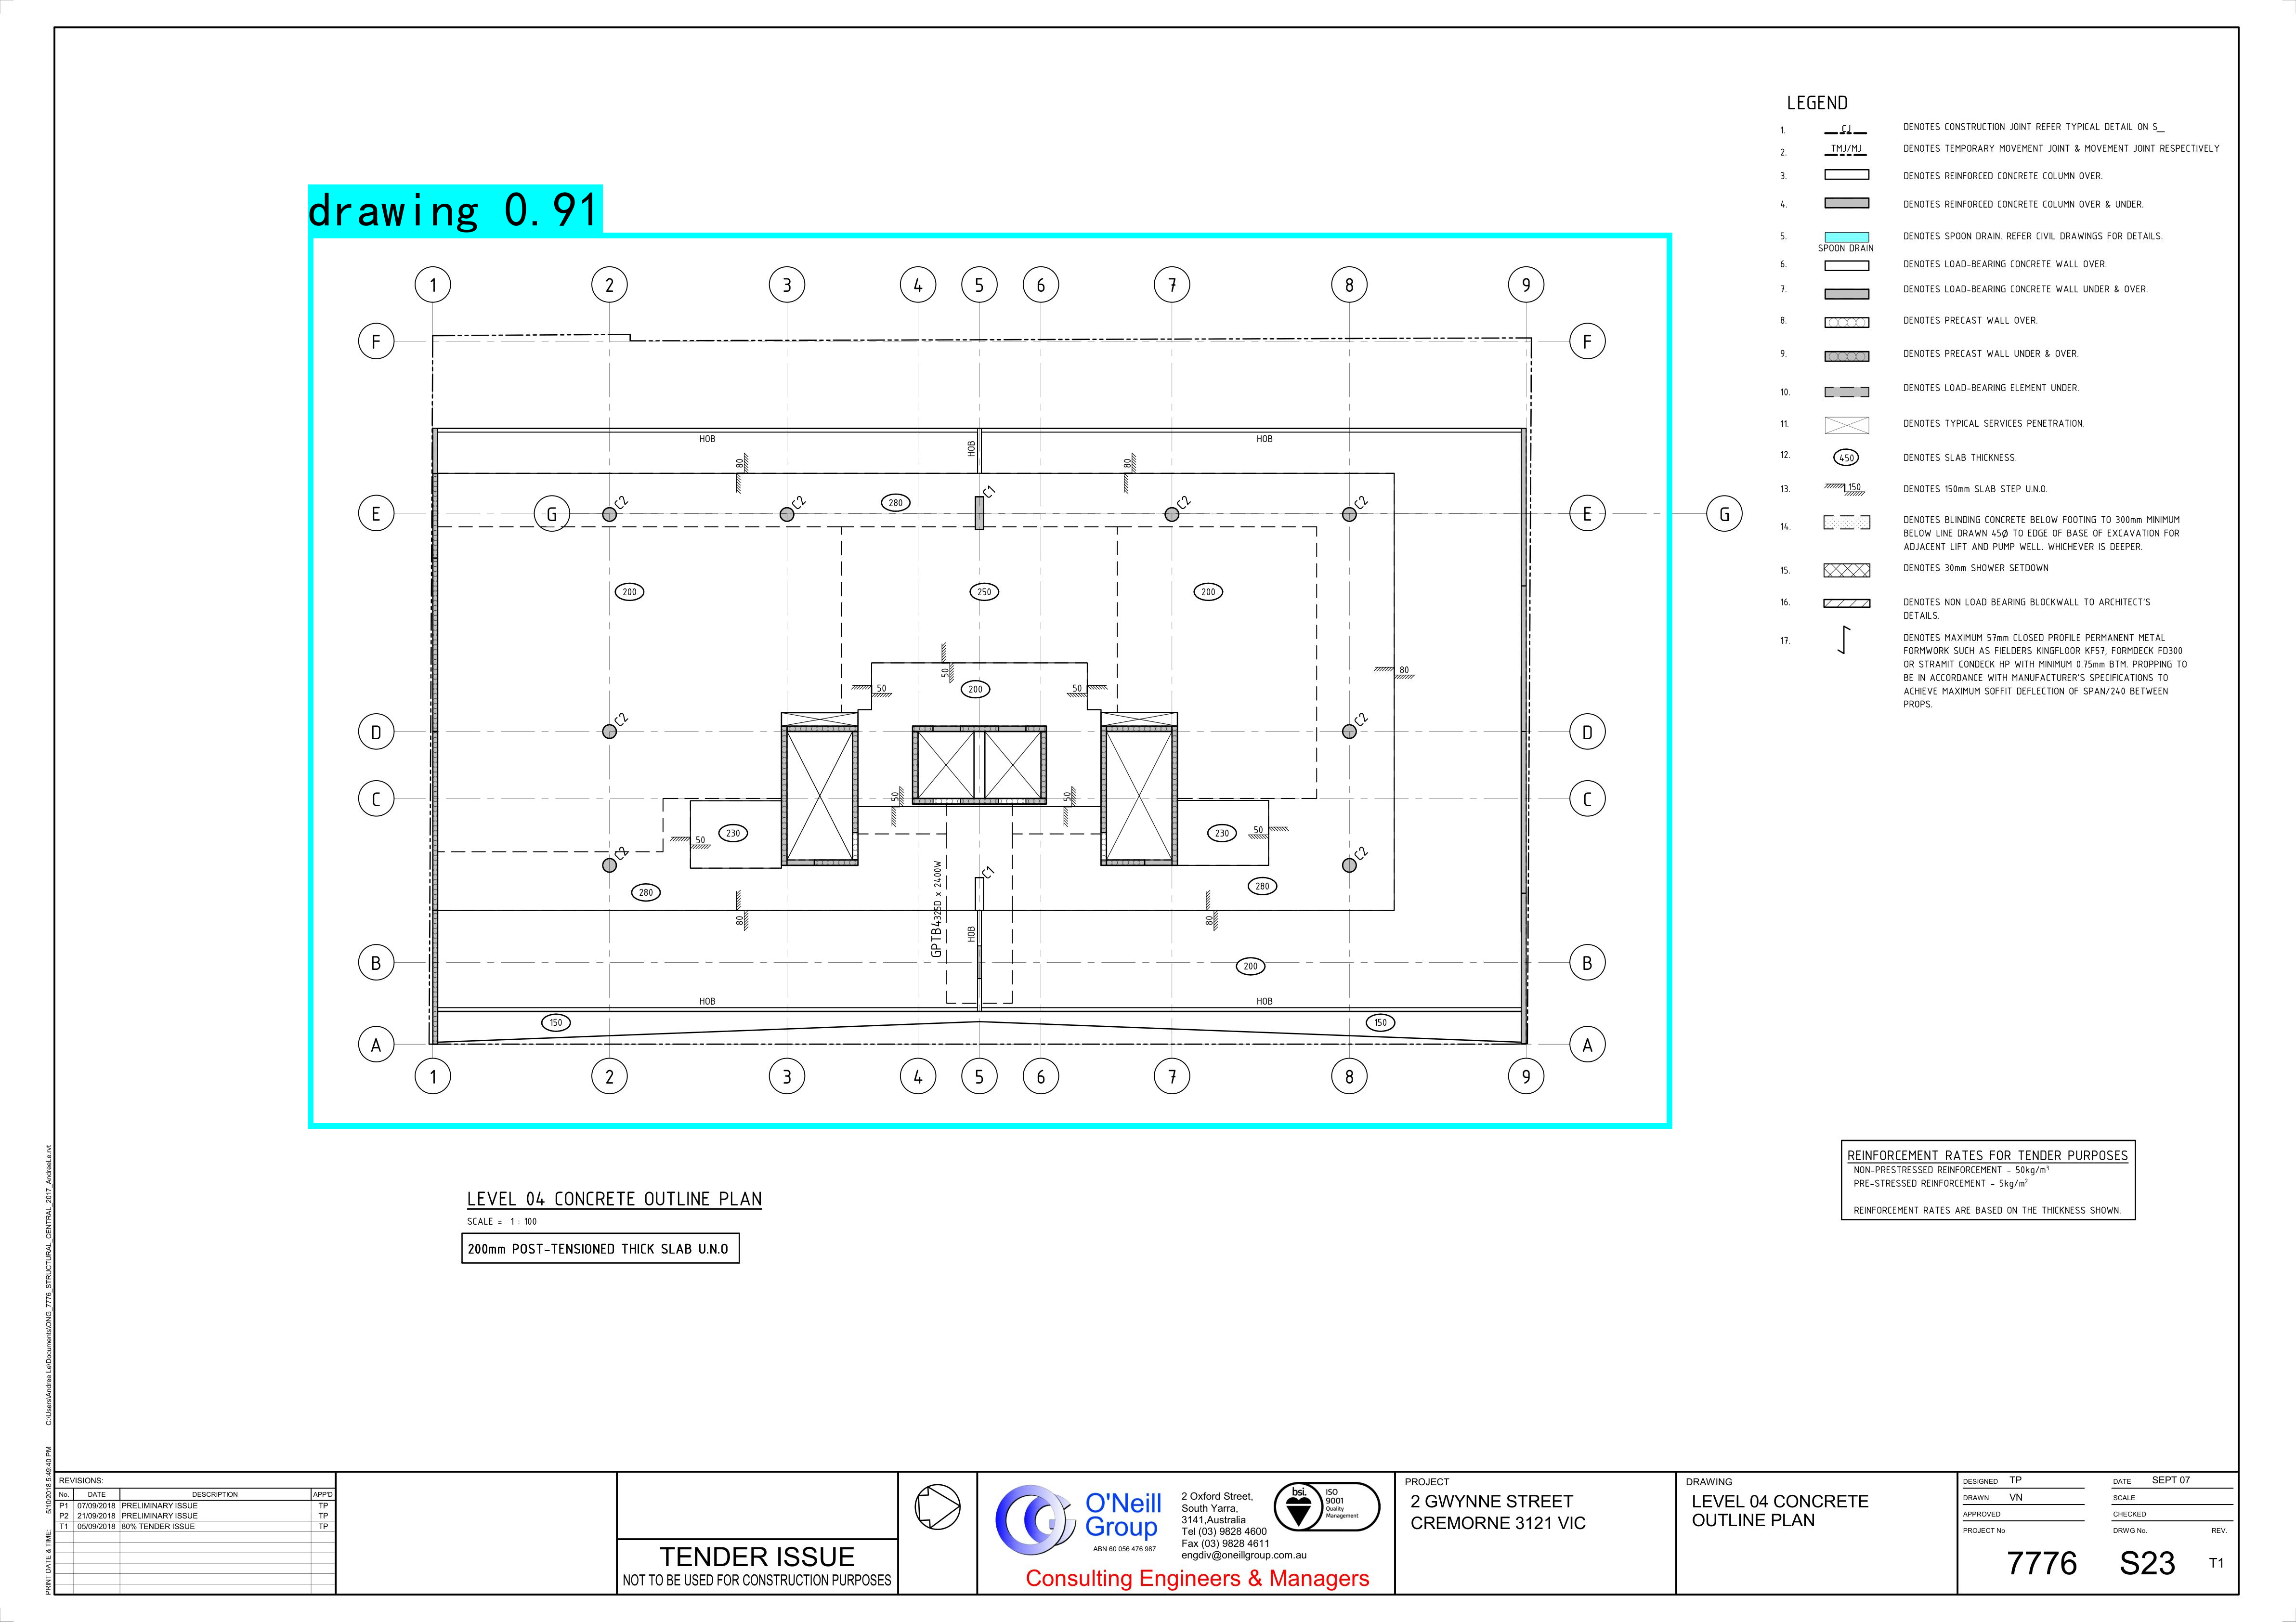 LEGEND
1. CJ DENOTES CONSTRUCTION JOINT REFER TYPICAL DETAIL ON S__
2. TMJ/MJ DENOTES TEMPORARY MOVEMENT JOINT & MOVEMENT JOINT RESPECTIVELY
3. DENOTES REINFORCED CONCRETE COLUMN OVER.
4. DENOTES REINFORCED CONCRETE COLUMN OVER & UNDER.
5. DENOTES SPOON DRAIN. REFER CIVIL DRAWINGS FOR DETAILS.
SPOON DRAIN
6. DENOTES LOAD-BEARING CONCRETE WALL OVER.
7. DENOTES LOAD-BEARING CONCRETE WALL UNDER & OVER.
8. DENOTES PRECAST WALL OVER.
9. DENOTES PRECAST WALL UNDER & OVER.
10. DENOTES LOAD-BEARING ELEMENT UNDER.
11. DENOTES TYPICAL SERVICES PENETRATION.
12. 450 DENOTES SLAB THICKNESS.
13. 150 DENOTES 150mm SLAB STEP U.N.O.
14. DENOTES BLINDING CONCRETE BELOW FOOTING TO 300mm MINIMUM
BELOW LINE DRAWN 45Ø TO EDGE OF BASE OF EXCAVATION FOR
ADJACENT LIFT AND PUMP WELL. WHICHEVER IS DEEPER.
15. DENOTES 30mm SHOWER SETDOWN
16. DENOTES NON LOAD BEARING BLOCKWALL TO ARCHITECT'S
DETAILS.
17. DENOTES MAXIMUM 57mm CLOSED PROFILE PERMANENT METAL
FORMWORK SUCH AS FIELDERS KINGFLOOR KF57, FORMDECK FD300
OR STRAMIT CONDECK HP WITH MINIMUM 0.75mm BTM. PROPPING TO
BE IN ACCORDANCE WITH MANUFACTURER'S SPECIFICATIONS TO
ACHIEVE MAXIMUM SOFFIT DEFLECTION OF SPAN/240 BETWEEN
PROPS.
drawing 0.91
1 2 3 4 5 6 7 8 9
F F
HOB HOB HOB
80 80
E G C2 C2 280 C1 C2 C2 E G
200 250 200
50
50 200 50
80
D C2 C2 D
C 50 50 C
50 230 230 50
C2 C1 C2
280 280
GPTB4325D x 2400W
80 80
HOB
B 200 B
HOB HOB
150 150
A A
1 2 3 4 5 6 7 8 9
LEVEL 04 CONCRETE OUTLINE PLAN
SCALE = 1 : 100
200mm POST-TENSIONED THICK SLAB U.N.O
REINFORCEMENT RATES FOR TENDER PURPOSES
NON-PRESTRESSED REINFORCEMENT - 50kg/m³
PRE-STRESSED REINFORCEMENT - 5kg/m²
REINFORCEMENT RATES ARE BASED ON THE THICKNESS SHOWN.
PRINT DATE & TIME: 5/10/2018 5:49:40 PM C:\Users\Andree Le\Documents\ONG_7776_STRUCTURAL_CENTRAL_2017_AndreeLe.rvt
REVISIONS:
No. DATE DESCRIPTION APP'D
P1 07/09/2018 PRELIMINARY ISSUE TP
P2 21/09/2018 PRELIMINARY ISSUE TP
T1 05/09/2018 80% TENDER ISSUE TP
TENDER ISSUE
NOT TO BE USED FOR CONSTRUCTION PURPOSES
O'Neill
Group
ABN 60 056 476 987
2 Oxford Street,
South Yarra,
3141,Australia
Tel (03) 9828 4600
Fax (03) 9828 4611
engdiv@oneillgroup.com.au
bsi.
ISO
9001
Quality
Management
Consulting Engineers & Managers
PROJECT
2 GWYNNE STREET
CREMORNE 3121 VIC
DRAWING
LEVEL 04 CONCRETE
OUTLINE PLAN
DESIGNED TP DATE SEPT 07
DRAWN VN SCALE
APPROVED CHECKED
PROJECT No DRWG No. REV.
7776 S23 T1